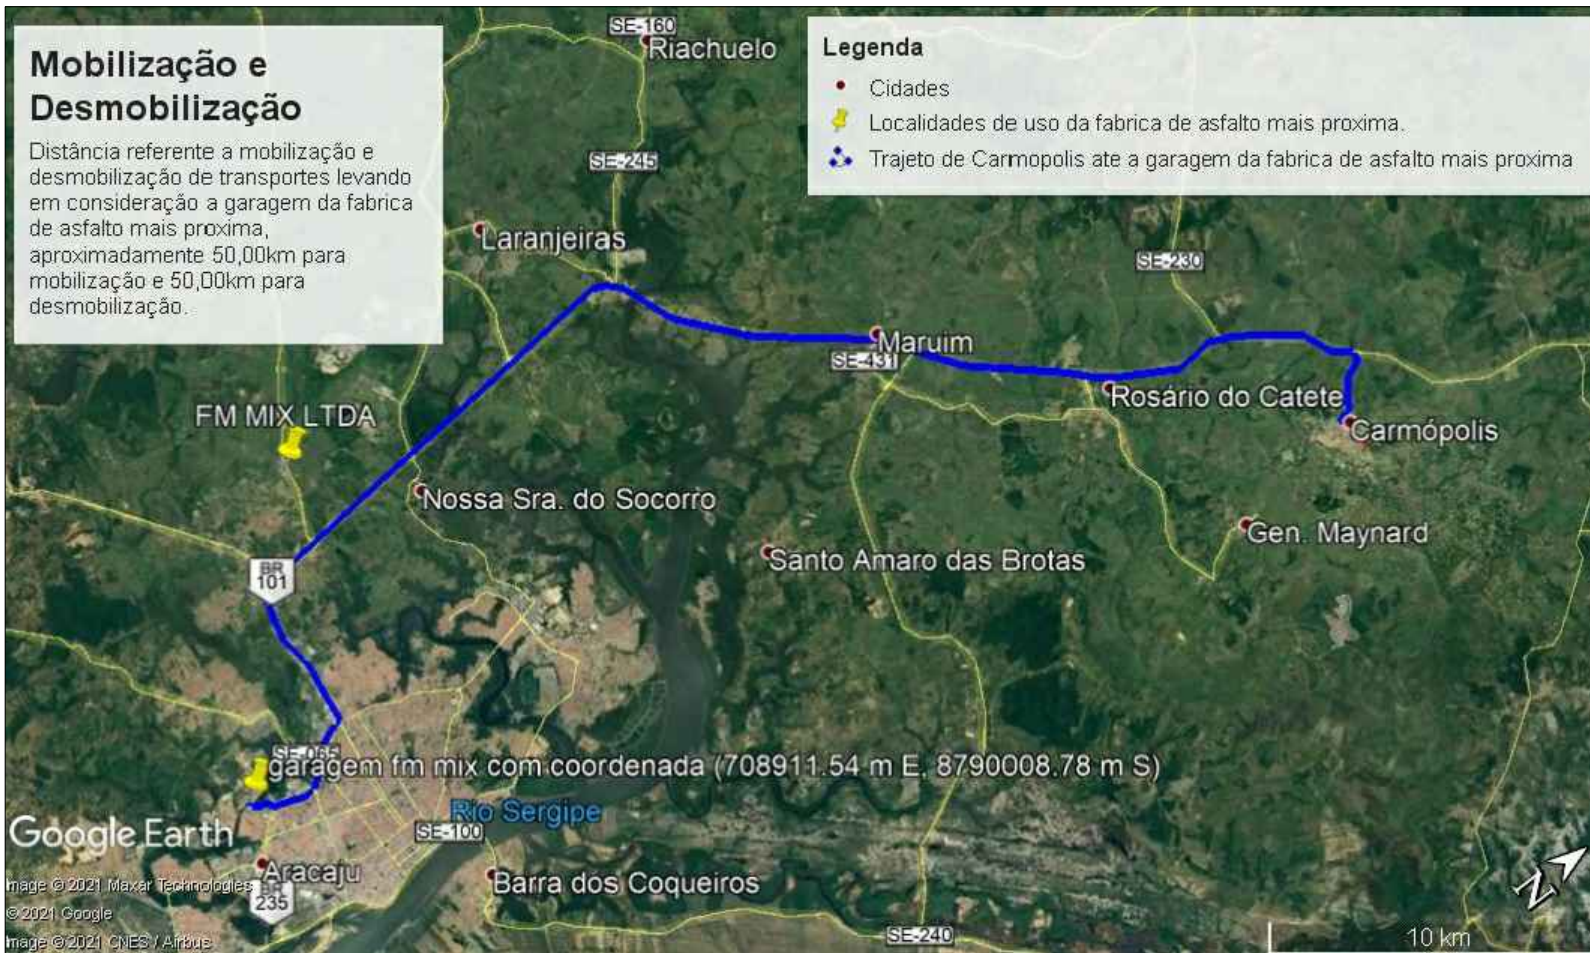 Mobilização e
Desmobilização
Distância referente a mobilização e
desmobilização de transportes levando
em consideração a garagem da fabrica
de asfalto mais proxima,
aproximadamente 50,00km para
mobilização e 50,00km para
desmobilização.
Legenda
Cidades
Localidades de uso da fabrica de asfalto mais proxima.
Trajeto de Carmopolis ate a garagem da fabrica de asfalto mais proxima
SE-160
Riachuelo
SE-245
Laranjeiras
SE-230
Maruim
SE-431
Rosário do Catete
FM MIX LTDA
Carmópolis
Nossa Sra. do Socorro
Gen. Maynard
Santo Amaro das Brotas
BR
101
SE-065
garagem fm mix com coordenada (708911.54 m E, 8790008.78 m S)
Rio Sergipe
Google Earth
SE-100
Aracaju
Barra dos Coqueiros
BR
235
Image © 2021 Maxar Technologies
© 2021 Google
Image © 2021 CNES / Airbus
SE-240
N
10 km